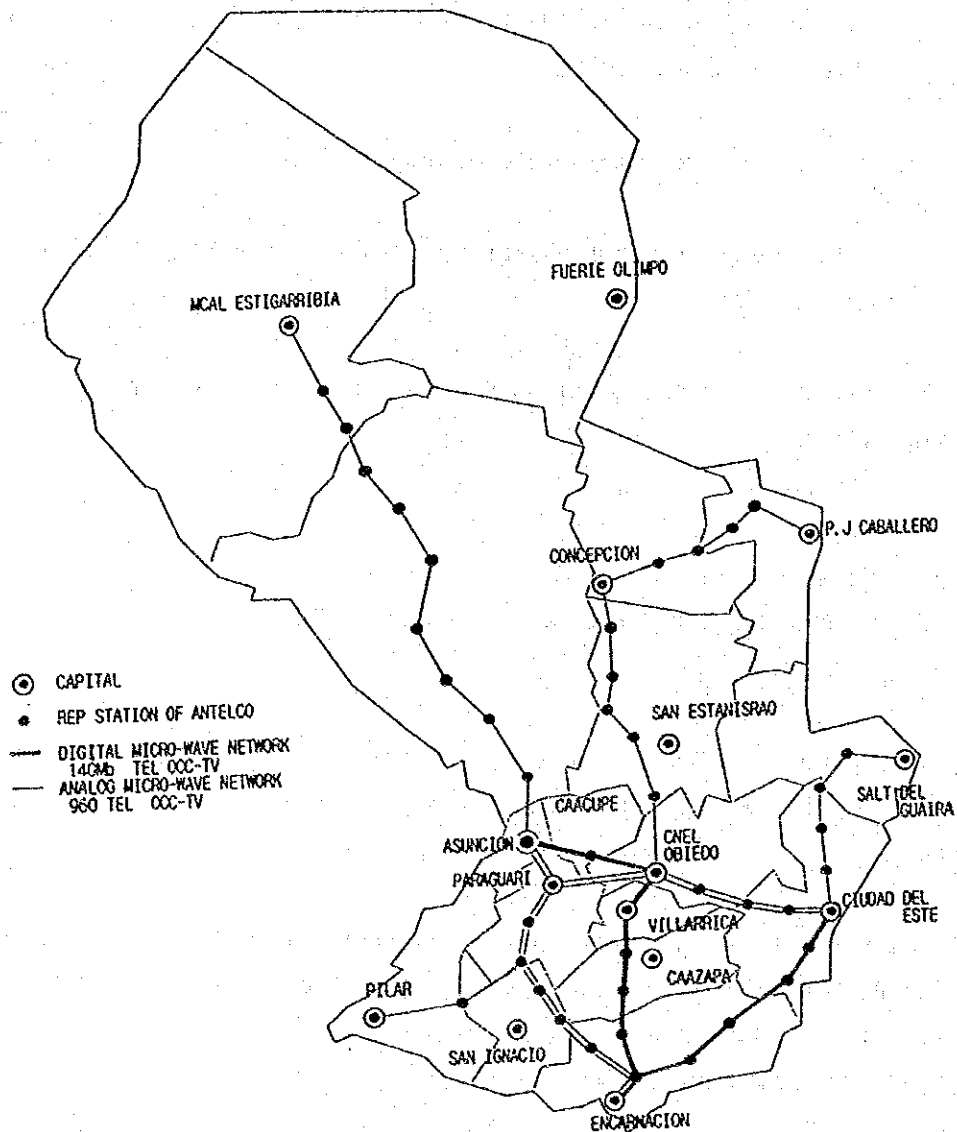 FUERIE OLIMPO
MCAL ESTIGARRIBIA
P.J CABALLERO
CONCEPCION
CAPITAL
REP STATION OF ANTELCO
DIGITAL MICRO-WAVE NETWORK
140Mb TEL OCC-TV
ANALOG MICRO-WAVE NETWORK
960 TEL OCC-TV
SAN ESTANISRAO
SALT DEL
GUAIRA
CAACUPE
ASUNCION
CNEL
OBIEDO
PARAGUARI
CIUDAD DEL
ESTE
VILLARRICA
CAAZAPA
PILAR
SAN IGNACIO
ENCARNACION